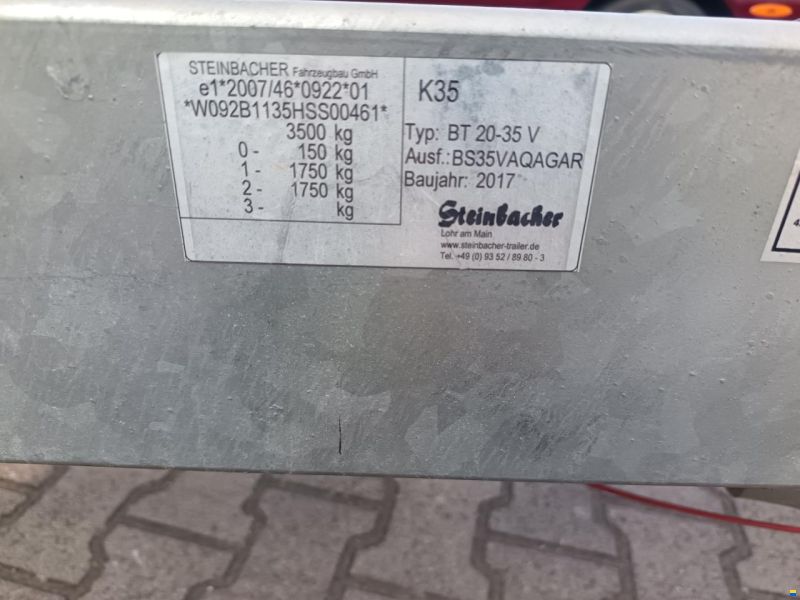 STEINBACHER Fahrzeugbau GmbH
e1*2007/46*0922*01
*W092B1135HSS00461*
3500 kg
0 - 150 kg
1 - 1750 kg
2 - 1750 kg
3 - kg
K35
Typ: BT 20-35 V
Ausf.: BS35VAQAGAR
Baujahr: 2017
Steinbacher
Lohr am Main
www.steinbacher-trailer.de
Tel. +49 (0) 93 52 / 89 80 - 3